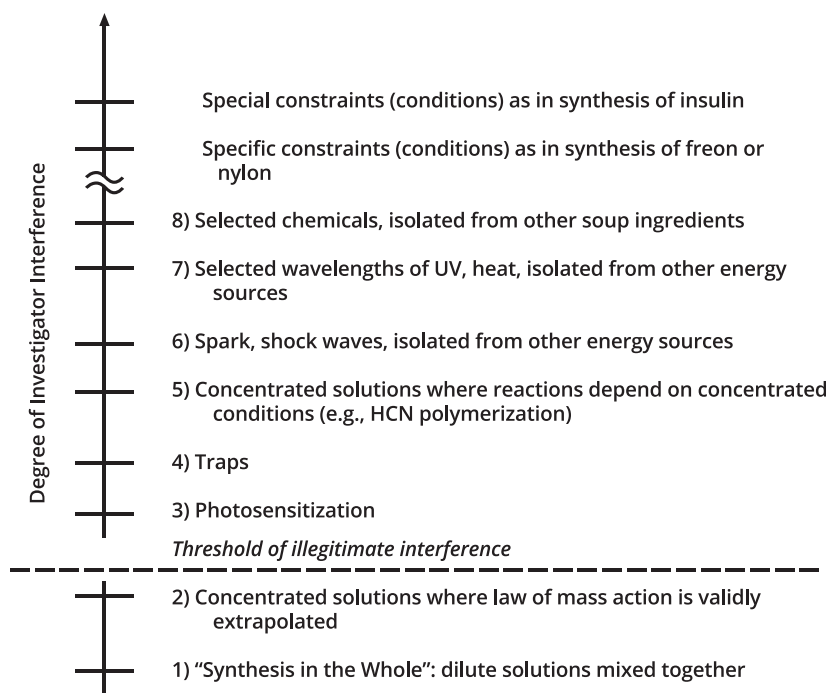 Degree of Investigator Interference
Special constraints (conditions) as in synthesis of insulin
Specific constraints (conditions) as in synthesis of freon or
nylon
8) Selected chemicals, isolated from other soup ingredients
7) Selected wavelengths of UV, heat, isolated from other energy
sources
6) Spark, shock waves, isolated from other energy sources
5) Concentrated solutions where reactions depend on concentrated
conditions (e.g., HCN polymerization)
4) Traps
3) Photosensitization
Threshold of illegitimate interference
2) Concentrated solutions where law of mass action is validly
extrapolated
1) “Synthesis in the Whole”: dilute solutions mixed together